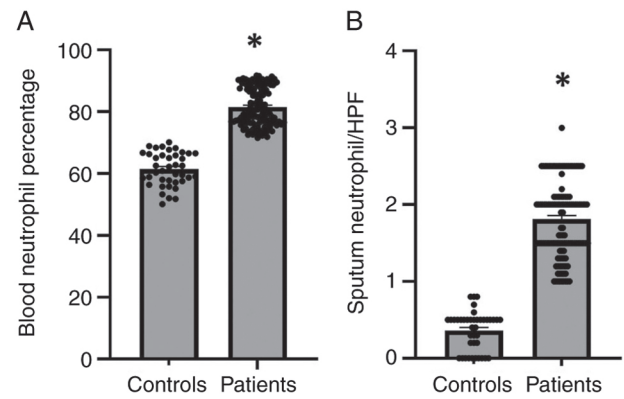 A
Blood neutrophil percentage
100
80
60
40
20
0
*
Controls Patients
B
Sputum neutrophil/HPF
4
3
2
1
0
*
Controls Patients